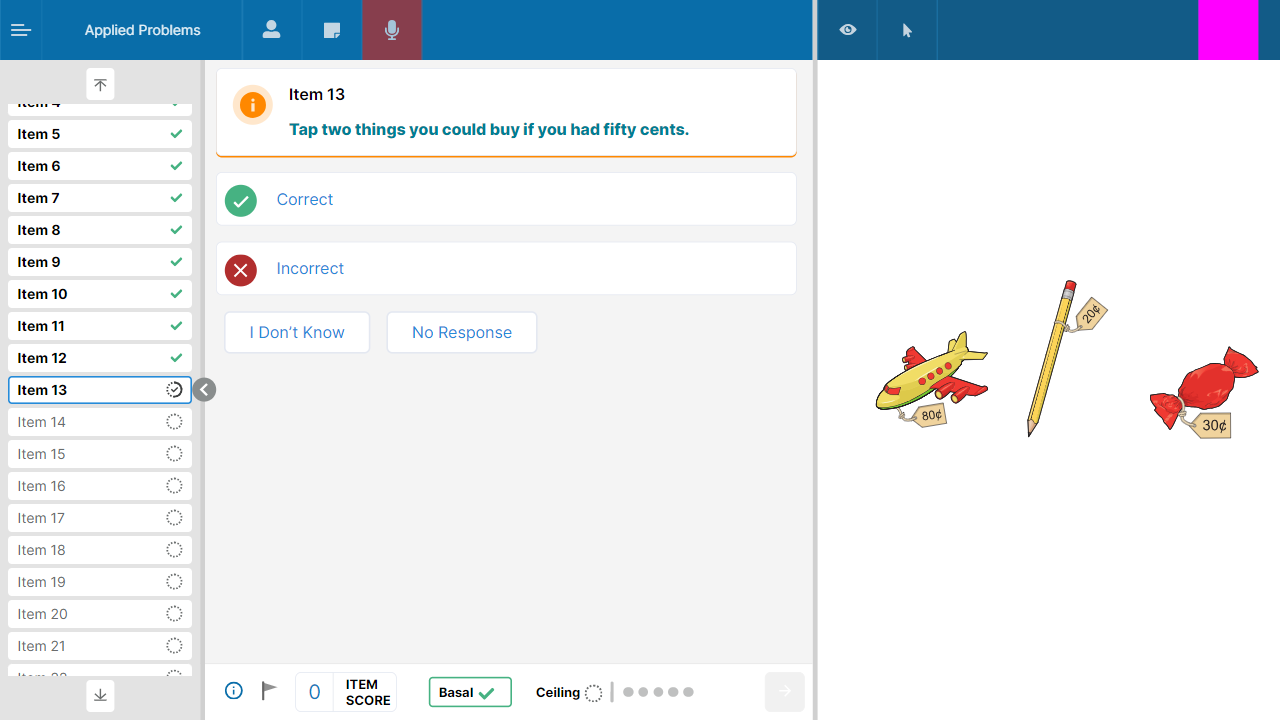 Applied Problems
Item 4
Item 5
Item 6
Item 7
Item 8
Item 9
Item 10
Item 11
Item 12
Item 13
Item 14
Item 15
Item 16
Item 17
Item 18
Item 19
Item 20
Item 21
Item 22
Item 13
Tap two things you could buy if you had fifty cents.
Correct
Incorrect
I Don’t Know
No Response
0
ITEM
SCORE
Basal
Ceiling
20¢
80¢
30¢